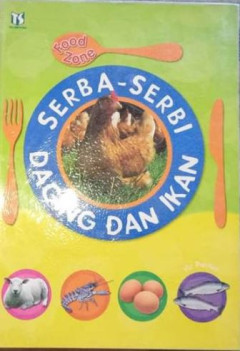 Food
Zone
SERBA-SERBI
DAGING DAN IKAN